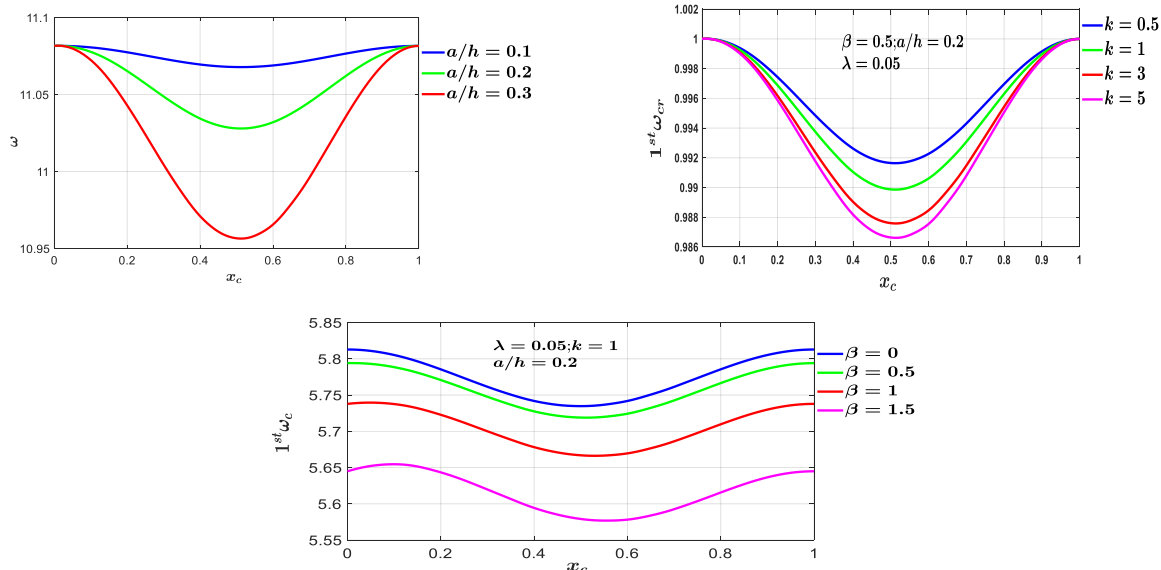 11.1
11.05
11
10.95
ω
0
0.2
0.4
0.6
0.8
1
x_c
a/h = 0.1
a/h = 0.2
a/h = 0.3
1.002
1
0.998
0.996
0.994
0.992
0.99
0.988
0.986
1^{st}ω_{cr}
β = 0.5;a/h = 0.2
λ = 0.05
0
0.1
0.2
0.3
0.4
0.5
0.6
0.7
0.8
0.9
1
x_c
k = 0.5
k = 1
k = 3
k = 5
5.85
5.8
5.75
5.7
5.65
5.6
5.55
1^{st}ω_c
λ = 0.05;k = 1
a/h = 0.2
0
0.2
0.4
0.6
0.8
1
x_c
β = 0
β = 0.5
β = 1
β = 1.5